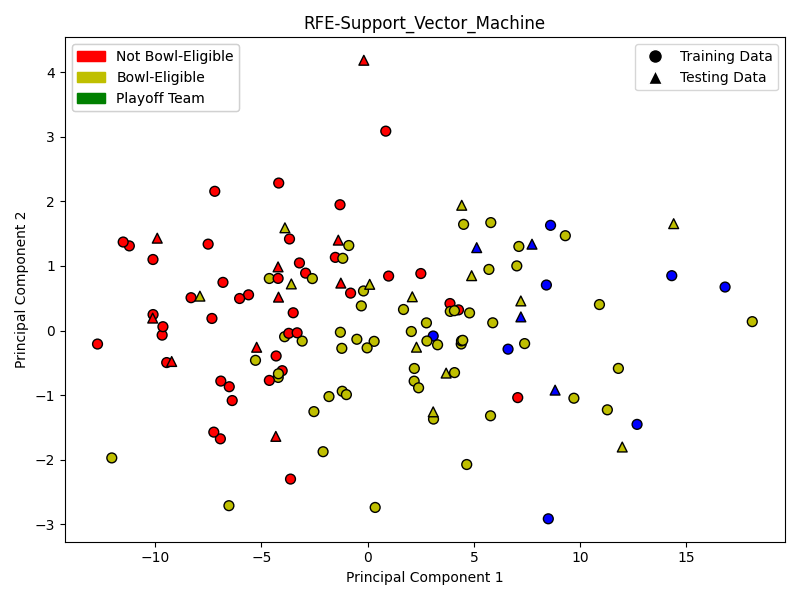 RFE-Support_Vector_Machine
Not Bowl-Eligible
Bowl-Eligible
Playoff Team
Training Data
Testing Data
4
3
2
1
0
−1
−2
−3
Principal Component 2
−10
−5
0
5
10
15
Principal Component 1